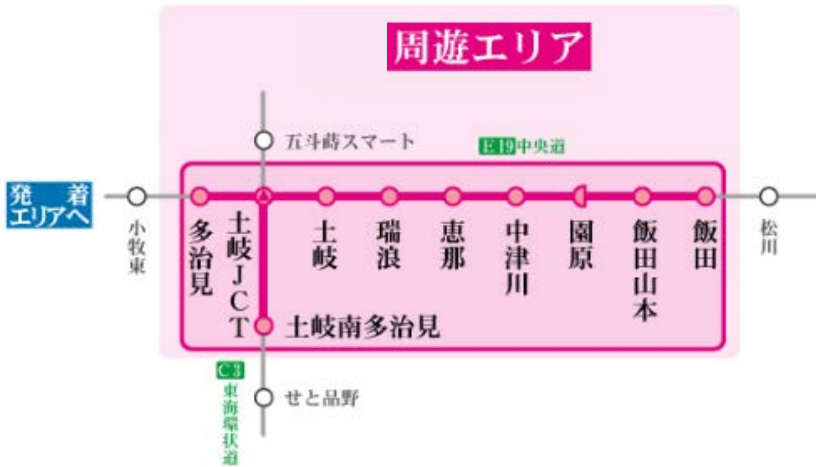 周遊エリア
五斗蒔スマート
E19中央道
発着
エリアへ
小牧東
多治見
土岐JCT
土岐
瑞浪
恵那
中津川
園原
飯田山本
飯田
松川
土岐南多治見
C3
東海環状道
せと品野